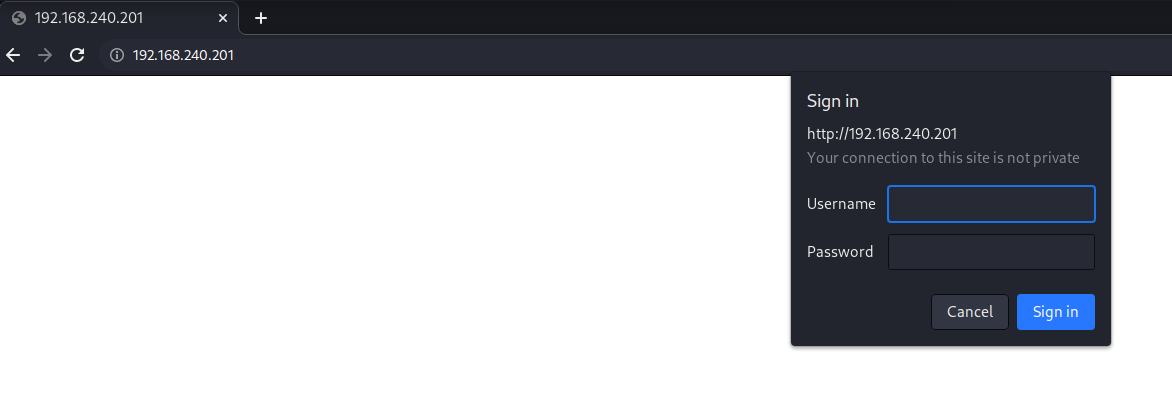 192.168.240.201
192.168.240.201
Sign in
http://192.168.240.201
Your connection to this site is not private
Username
Password
Cancel Sign in